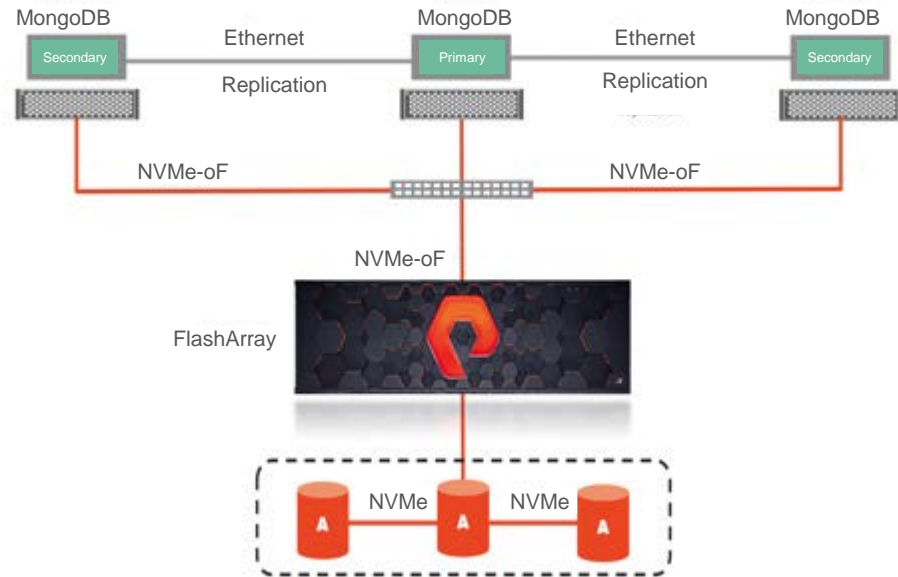 MongoDB
MongoDB
MongoDB
Secondary
Ethernet
Primary
Ethernet
Secondary
Replication
Replication
NVMe-oF
NVMe-oF
NVMe-oF
FlashArray
NVMe
NVMe
A
A
A